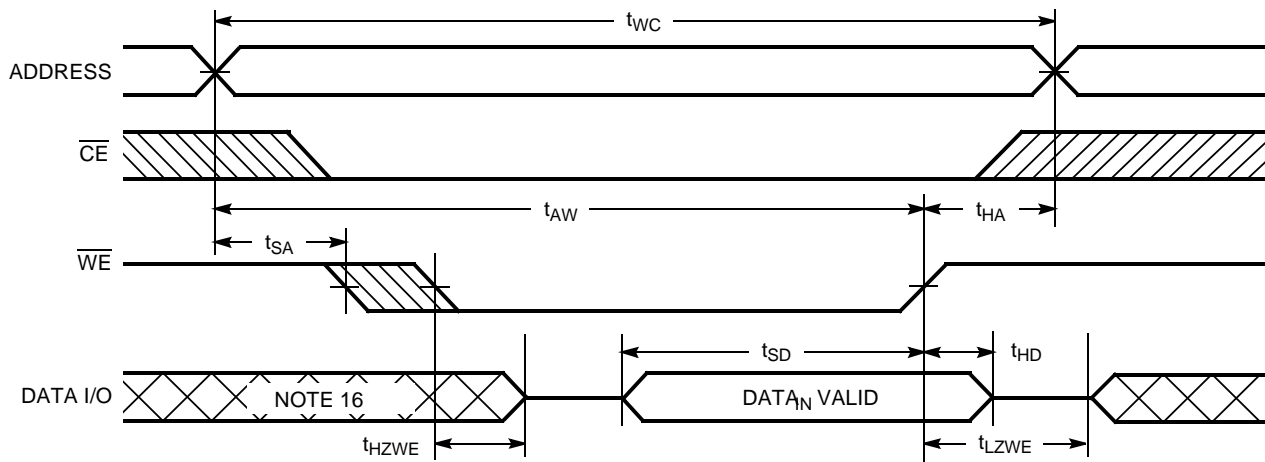 tWC
ADDRESS
CE
tAW
tHA
tSA
WE
tSD
tHD
DATA I/O
NOTE 16
DATAIN VALID
tHZWE
tLZWE